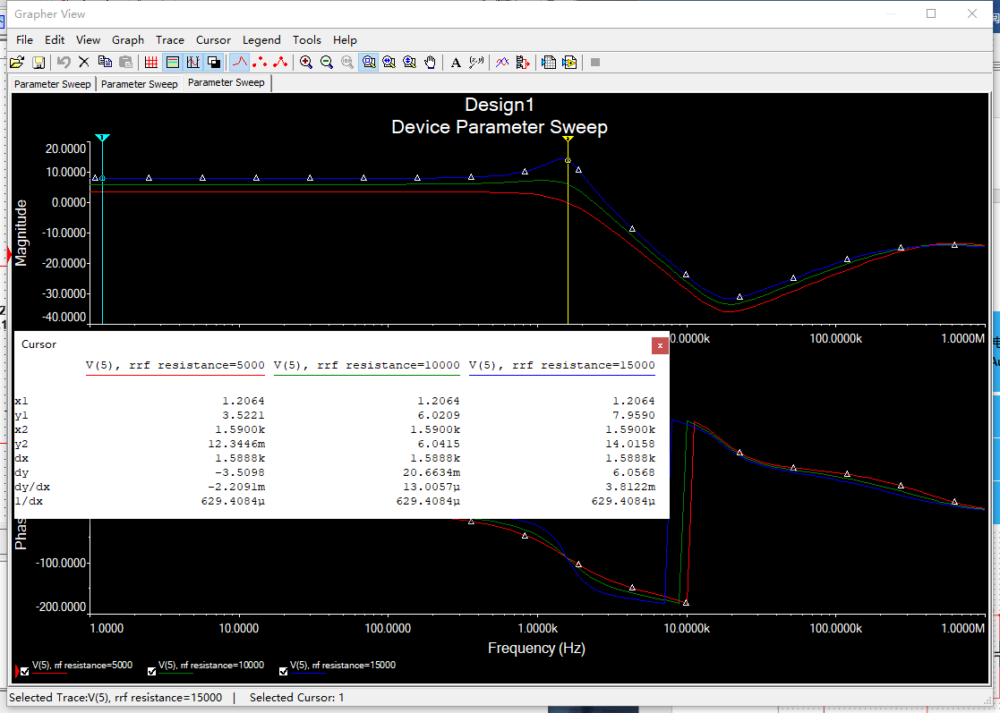 Grapher View
File Edit View Graph Trace Cursor Legend Tools Help
Parameter Sweep Parameter Sweep Parameter Sweep
Design1
Device Parameter Sweep
20.0000
10.0000
0.0000
-10.0000
-20.0000
-30.0000
-40.0000
Magnitude
0.0000k 100.0000k 1.0000M
Cursor
V(5), rrf resistance=5000 V(5), rrf resistance=10000 V(5), rrf resistance=15000
x1 1.2064 1.2064 1.2064
y1 3.5221 6.0209 7.9590
x2 1.5900k 1.5900k 1.5900k
y2 12.3446m 6.0415 14.0158
dx 1.5888k 1.5888k 1.5888k
dy -3.5098 20.6634m 6.0568
dy/dx -2.2091m 13.0057µ 3.8122m
1/dx 629.4084µ 629.4084µ 629.4084µ
Phas
-100.0000
-200.0000
1.0000 10.0000 100.0000 1.0000k 10.0000k 100.0000k 1.0000M
Frequency (Hz)
V(5), rrf resistance=5000 V(5), rrf resistance=10000 V(5), rrf resistance=15000
Selected Trace:V(5), rrf resistance=15000 | Selected Cursor: 1